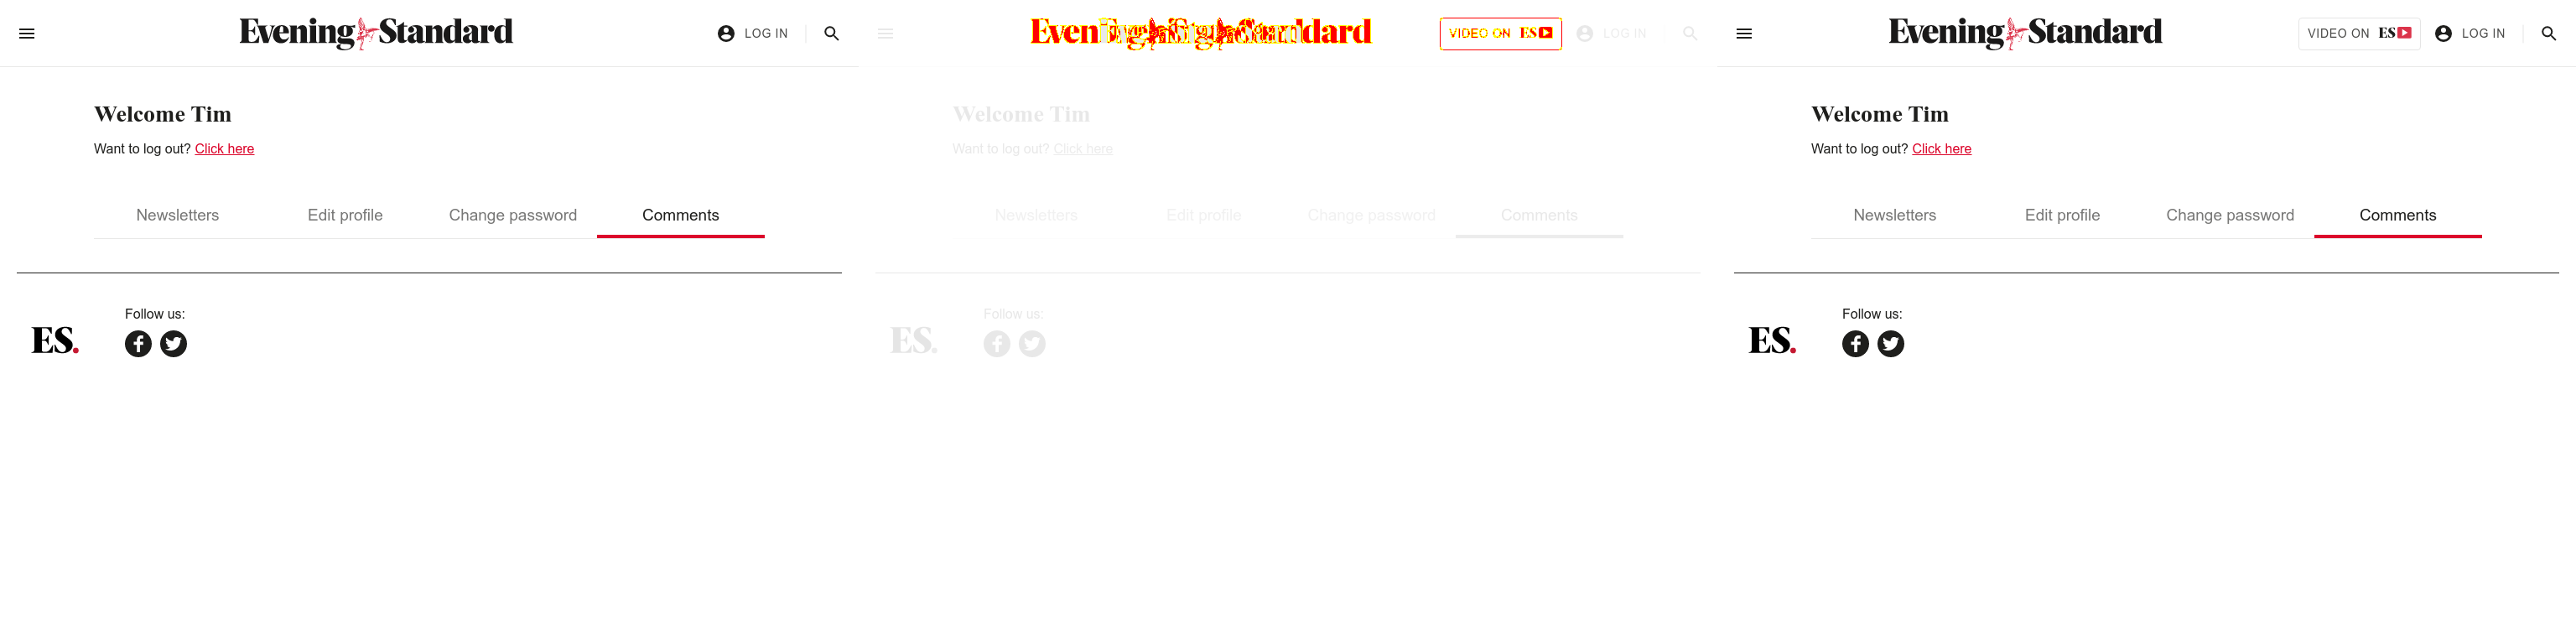 Evening Standard
LOG IN
Welcome Tim
Want to log out? Click here
Newsletters Edit profile Change password Comments
Follow us:
ES.
VIDEO ON ES
LOG IN
Welcome Tim
Want to log out? Click here
Newsletters Edit profile Change password Comments
Follow us:
ES.
Evening Standard
VIDEO ON ES
LOG IN
Welcome Tim
Want to log out? Click here
Newsletters Edit profile Change password Comments
Follow us:
ES.